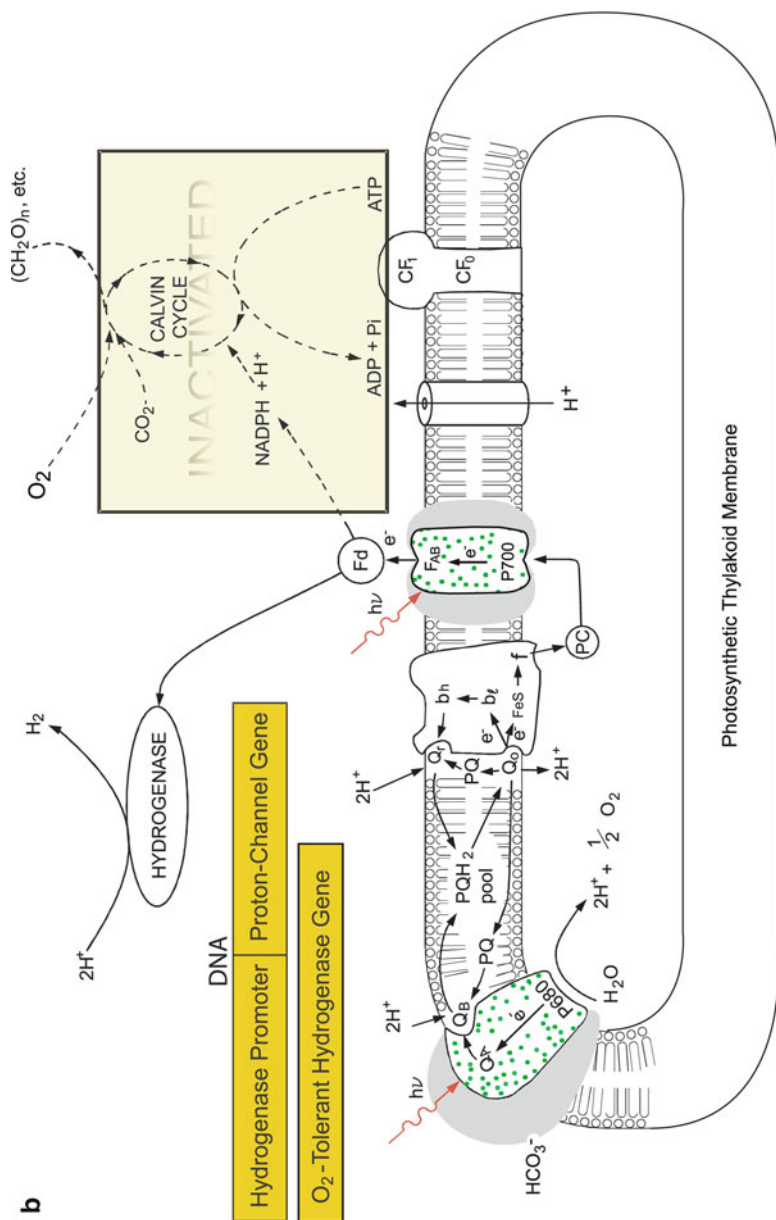 b
(CH₂O)n, etc.
O₂
CO₂-
CALVIN
CYCLE
INACTIVATED
NADPH + H⁺
ADP + Pi
ATP
H₂
HYDROGENASE
2H⁺
DNA
Hydrogenase Promoter
Proton-Channel Gene
O₂-Tolerant Hydrogenase Gene
Fd
e⁻
hν
hν
2H⁺
2H⁺
HCO₃⁻
QA
e⁻
P680
QB
PQ
PQH₂
pool
Qr
PQ
Qo
2H⁺
bh
bℓ
e⁻
e⁻
FeS
f
PC
FAB
e⁻
P700
H⁺
CF₁
CF₀
H₂O
2H⁺ + ½ O₂
Photosynthetic Thylakoid Membrane